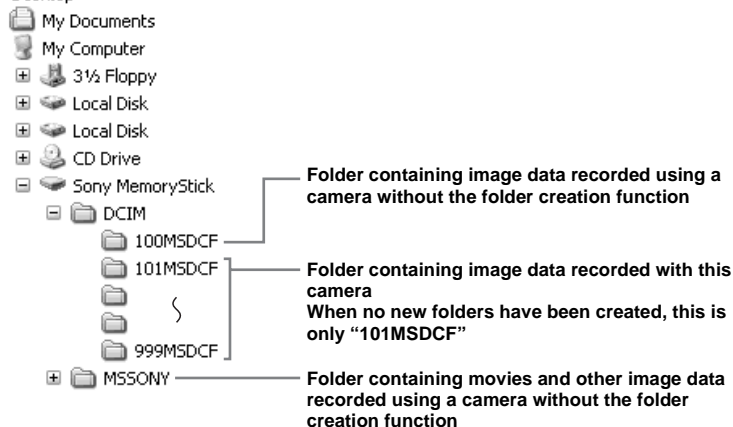 My Documents
My Computer
3½ Floppy
Local Disk
Local Disk
CD Drive
Sony MemoryStick
DCIM
100MSDCF
101MSDCF
999MSDCF
MSSONY
Folder containing image data recorded using a
camera without the folder creation function
Folder containing image data recorded with this
camera
When no new folders have been created, this is
only “101MSDCF”
Folder containing movies and other image data
recorded using a camera without the folder
creation function